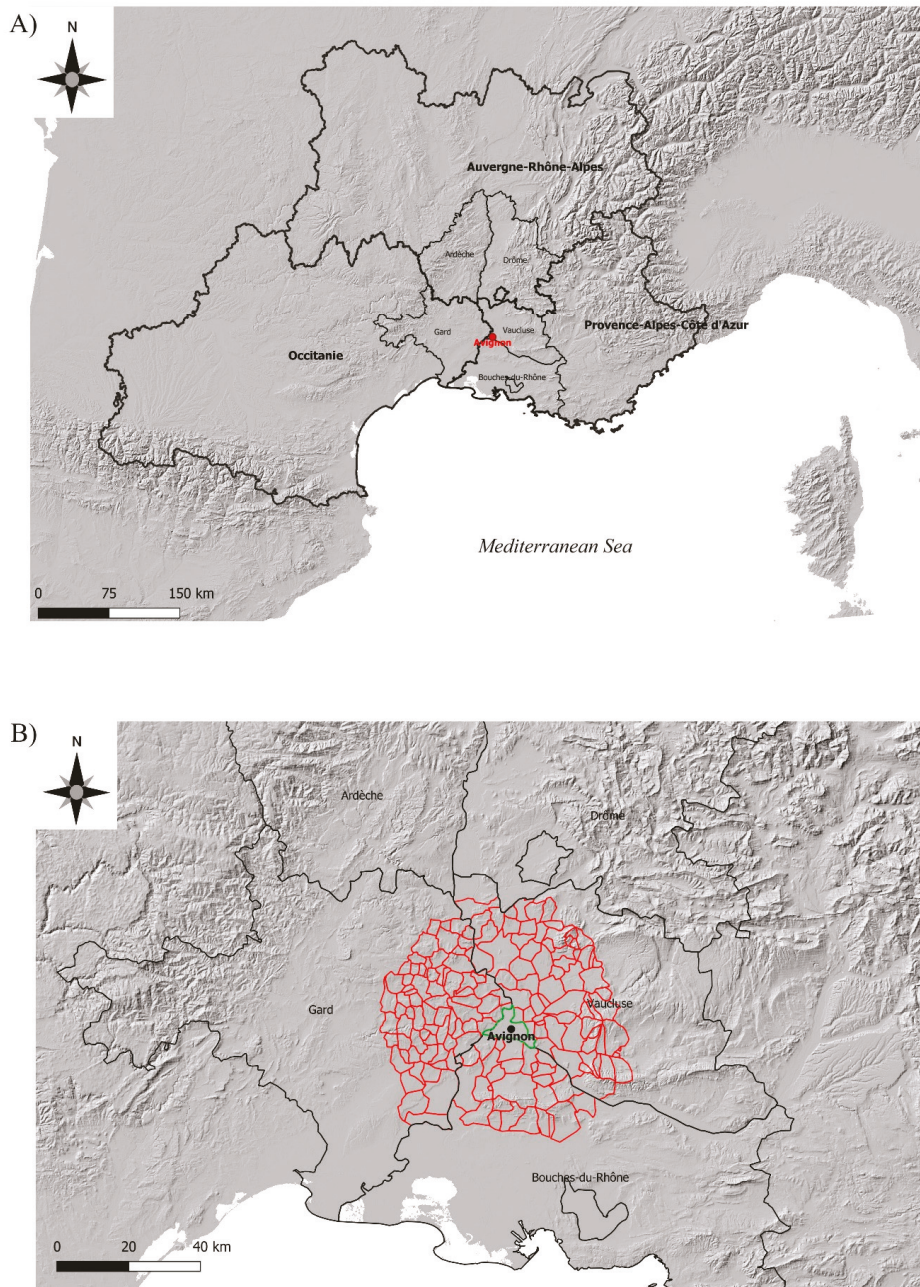 A)
N
Auvergne-Rhône-Alpes
Ardèche
Drôme
Vaucluse
Provence-Alpes-Côte d'Azur
Gard
Avignon
Occitanie
Bouches-du-Rhône
Mediterranean Sea
0 75 150 km
B)
N
Ardèche
Drôme
Vaucluse
Gard
Avignon
Bouches-du-Rhône
0 20 40 km